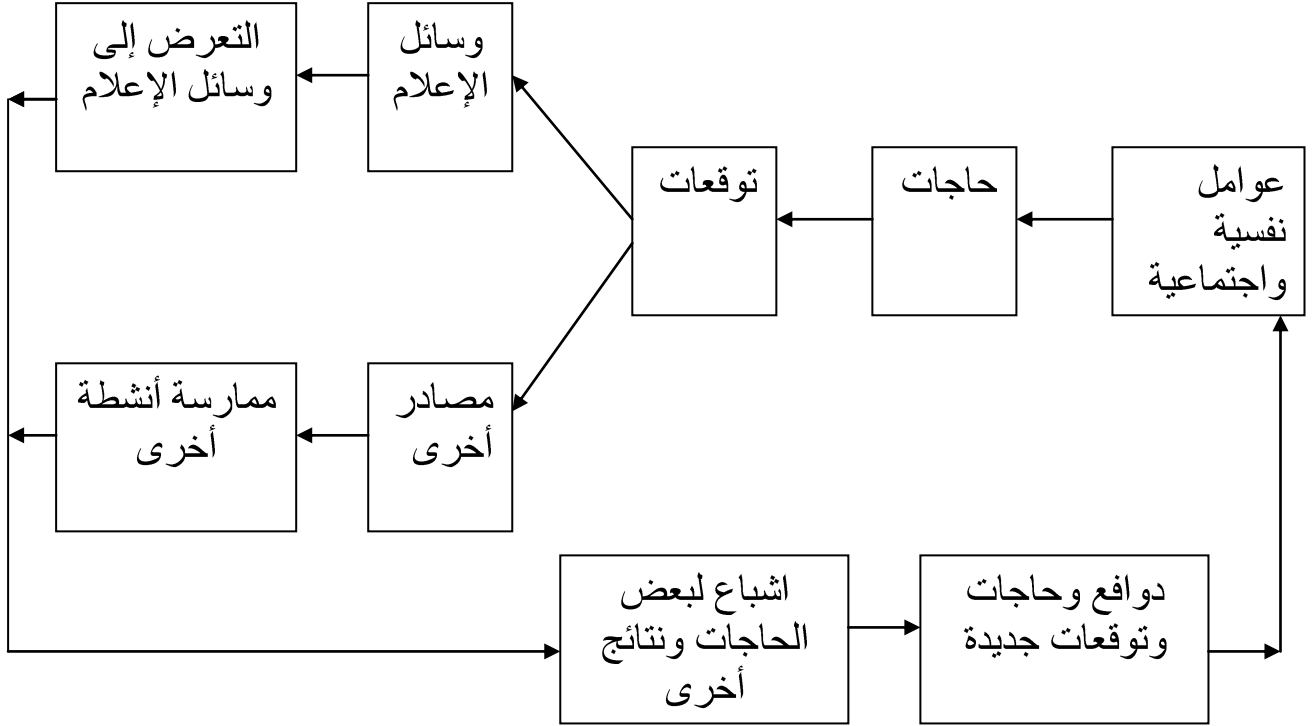 عوامل
نفسية
واجتماعية
حاجات
توقعات
وسائل
الإعلام
التعرض إلى
وسائل الإعلام
مصادر
أخرى
ممارسة أنشطة
أخرى
اشباع لبعض
الحاجات ونتائج
أخرى
دوافع وحاجات
وتوقعات جديدة